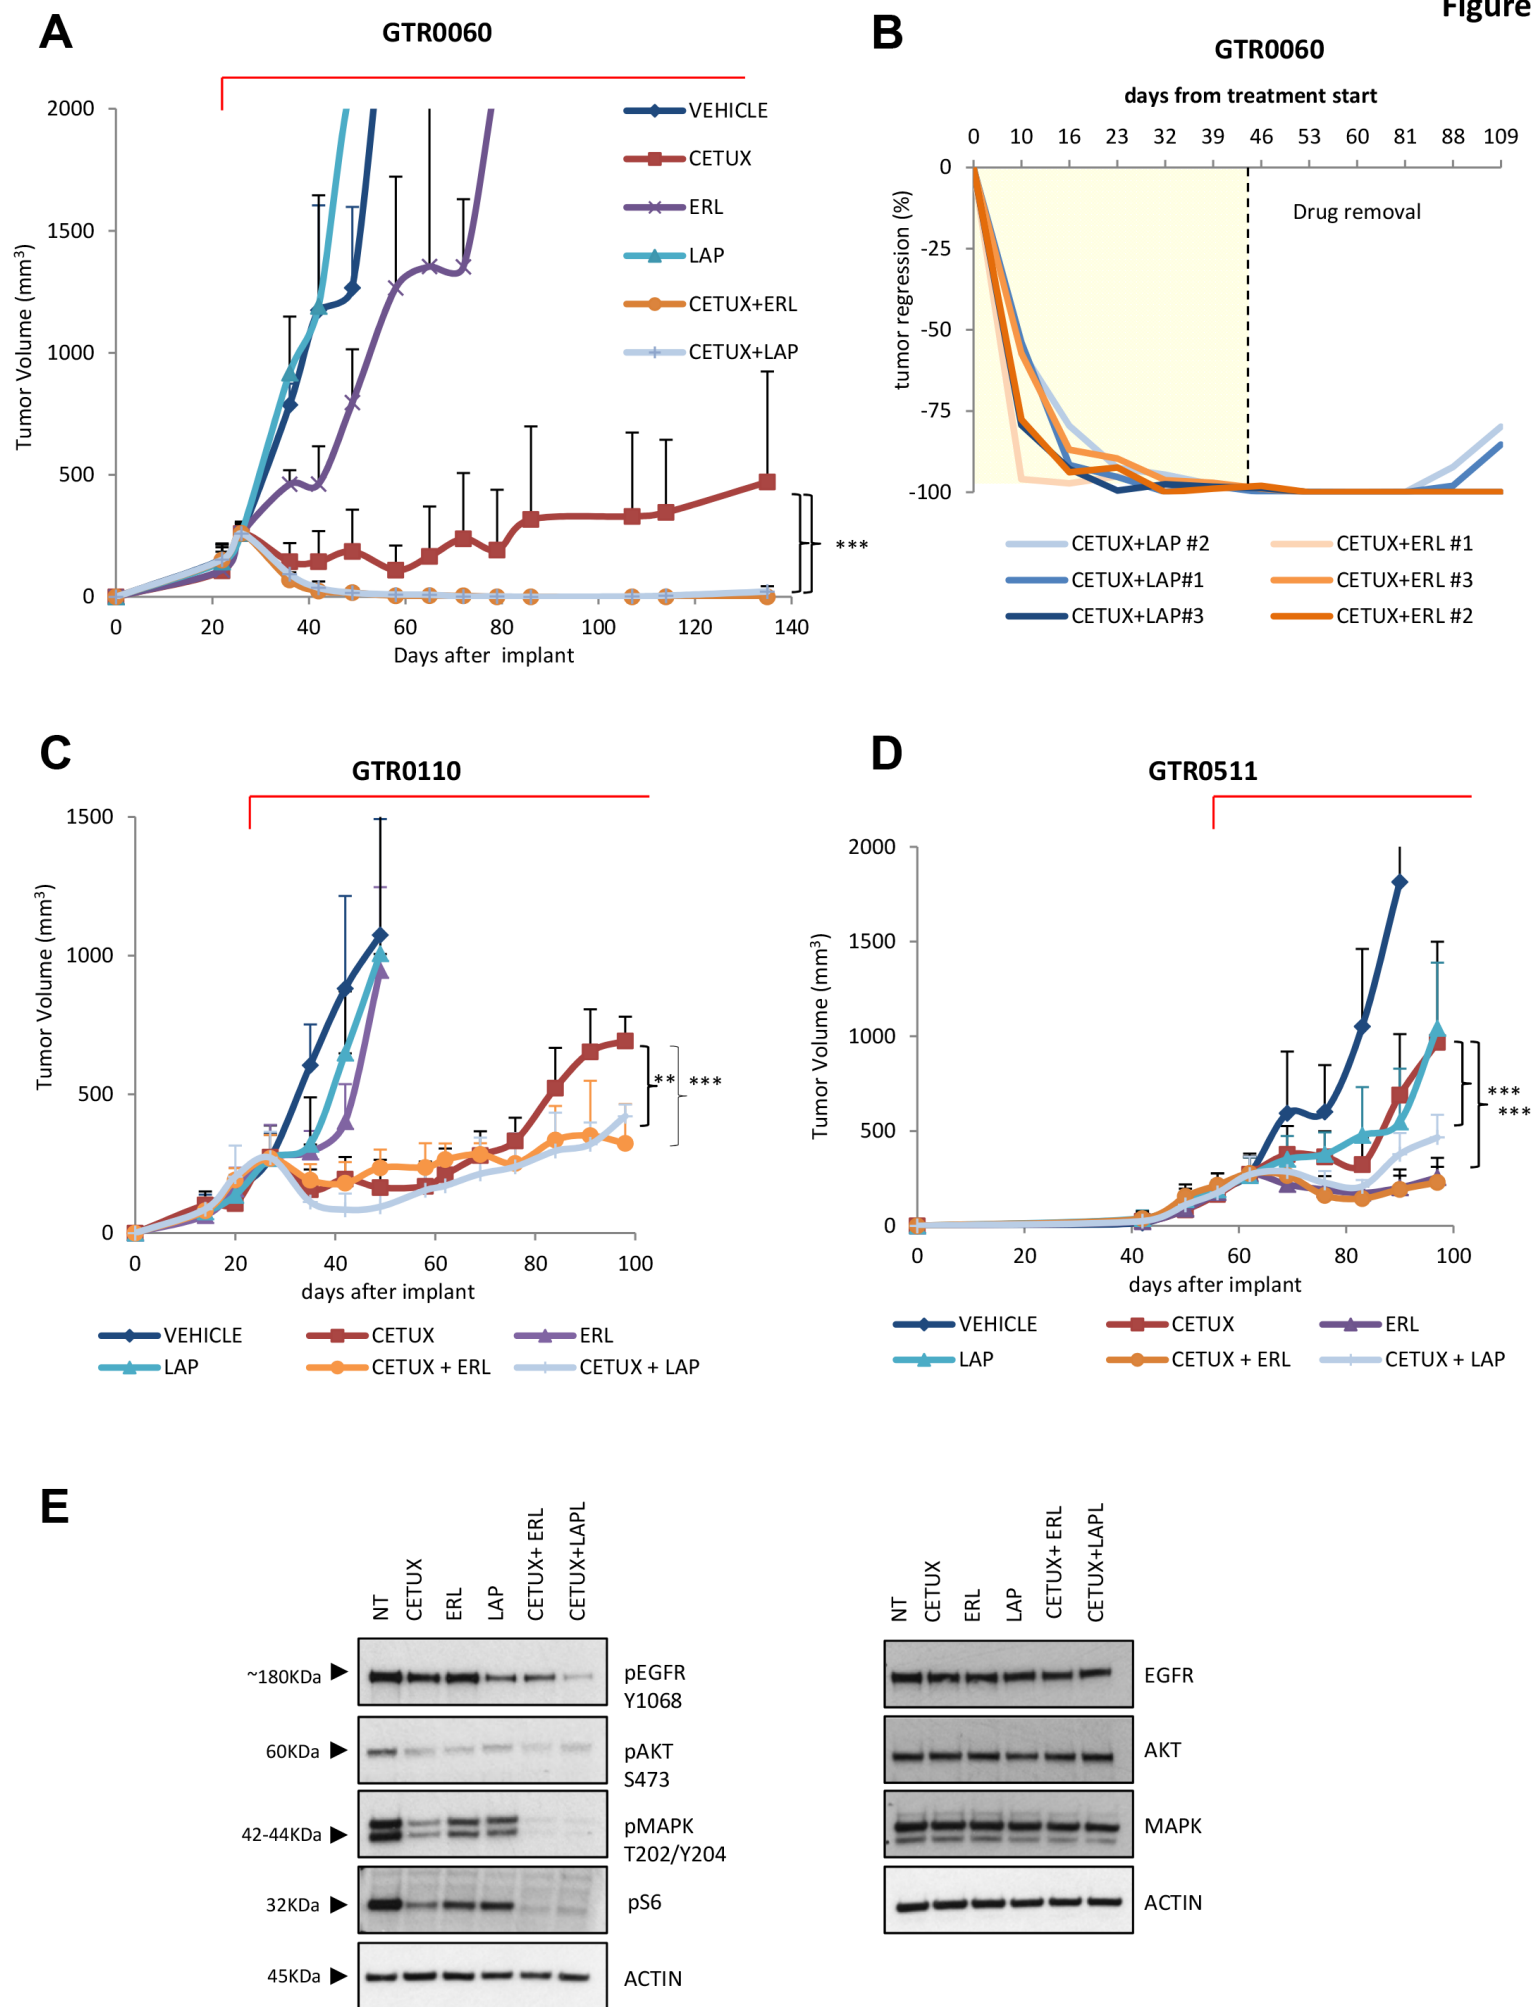 Figure
A
GTR0060
2000
1500
1000
500
0
Tumor Volume (mm³)
0 20 40 60 80 100 120 140
Days after implant
VEHICLE
CETUX
ERL
LAP
CETUX+ERL
CETUX+LAP
***
B
GTR0060
days from treatment start
0 10 16 23 32 39 46 53 60 81 88 109
0
-25
-50
-75
-100
tumor regression (%)
Drug removal
CETUX+LAP #2 CETUX+ERL #1
CETUX+LAP#1 CETUX+ERL #3
CETUX+LAP#3 CETUX+ERL #2
C
GTR0110
1500
1000
500
0
Tumor Volume (mm³)
** ***
0 20 40 60 80 100
days after implant
VEHICLE CETUX ERL
LAP CETUX + ERL CETUX + LAP
D
GTR0511
2000
1500
1000
500
0
Tumor Volume (mm³)
***
***
0 20 40 60 80 100
days after implant
VEHICLE CETUX ERL
LAP CETUX + ERL CETUX + LAP
E
NT CETUX ERL LAP CETUX+ ERL CETUX+LAPL
~180KDa pEGFR
Y1068
60KDa pAKT
S473
42-44KDa pMAPK
T202/Y204
32KDa pS6
45KDa ACTIN
NT CETUX ERL LAP CETUX+ ERL CETUX+LAPL
EGFR
AKT
MAPK
ACTIN